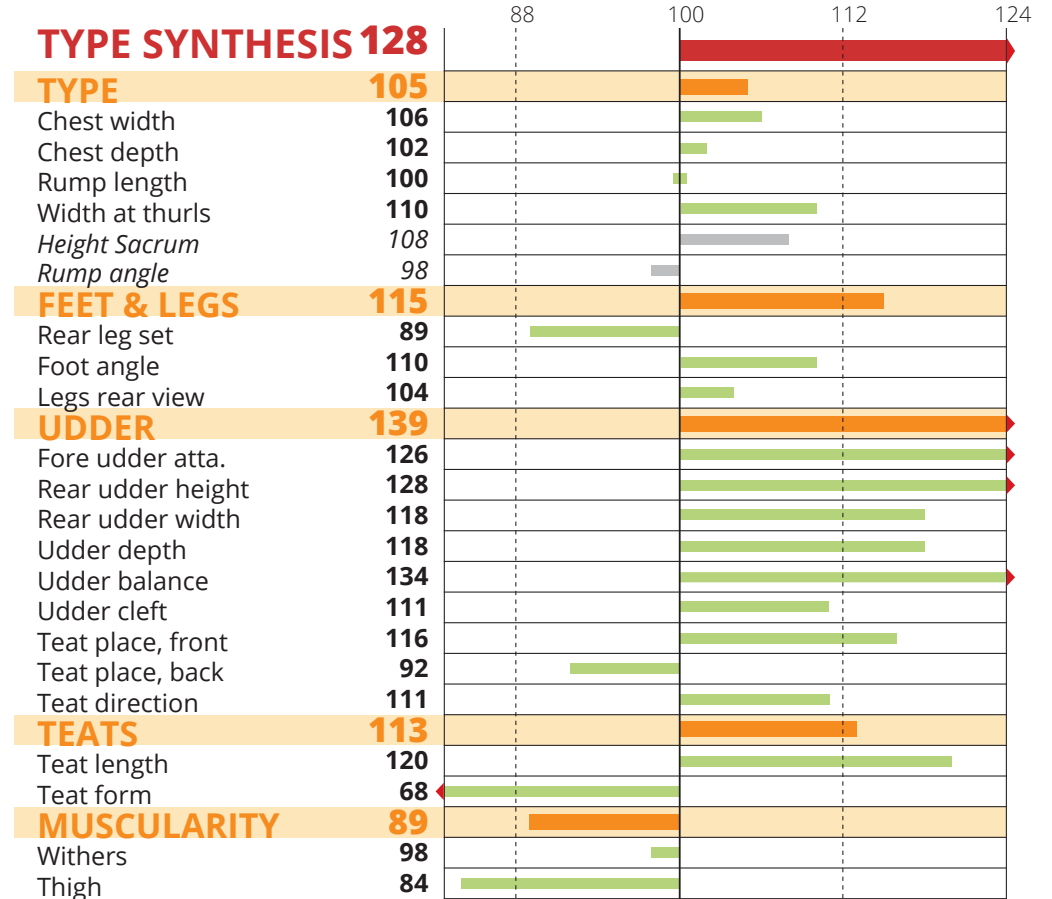 88 100 112 124
TYPE SYNTHESIS 128
TYPE 105
Chest width 106
Chest depth 102
Rump length 100
Width at thurls 110
Height Sacrum 108
Rump angle 98
FEET & LEGS 115
Rear leg set 89
Foot angle 110
Legs rear view 104
UDDER 139
Fore udder atta. 126
Rear udder height 128
Rear udder width 118
Udder depth 118
Udder balance 134
Udder cleft 111
Teat place, front 116
Teat place, back 92
Teat direction 111
TEATS 113
Teat length 120
Teat form 68
MUSCULARITY 89
Withers 98
Thigh 84